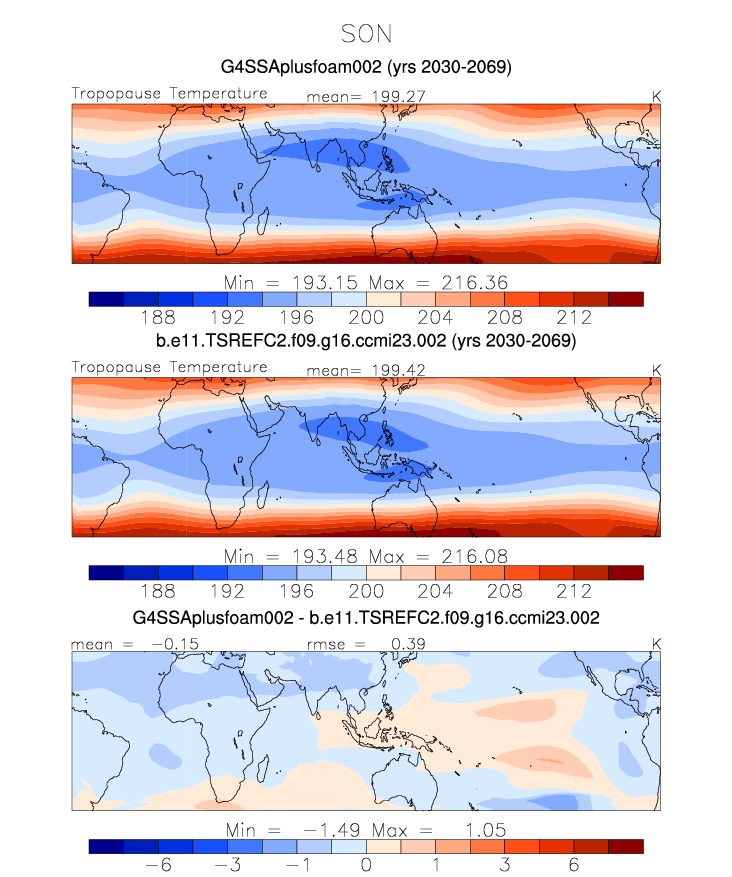 SON
G4SSAplusfoam002 (yrs 2030-2069)
Tropopause Temperature mean= 199.27 K
Min = 193.15 Max = 216.36
188 192 196 200 204 208 212
b.e11.TSREFC2.f09.g16.ccmi23.002 (yrs 2030-2069)
Tropopause Temperature mean= 199.42 K
Min = 193.48 Max = 216.08
188 192 196 200 204 208 212
G4SSAplusfoam002 - b.e11.TSREFC2.f09.g16.ccmi23.002
mean = -0.15 rmse = 0.39 K
Min = -1.49 Max = 1.05
-6 -3 -1 0 1 3 6